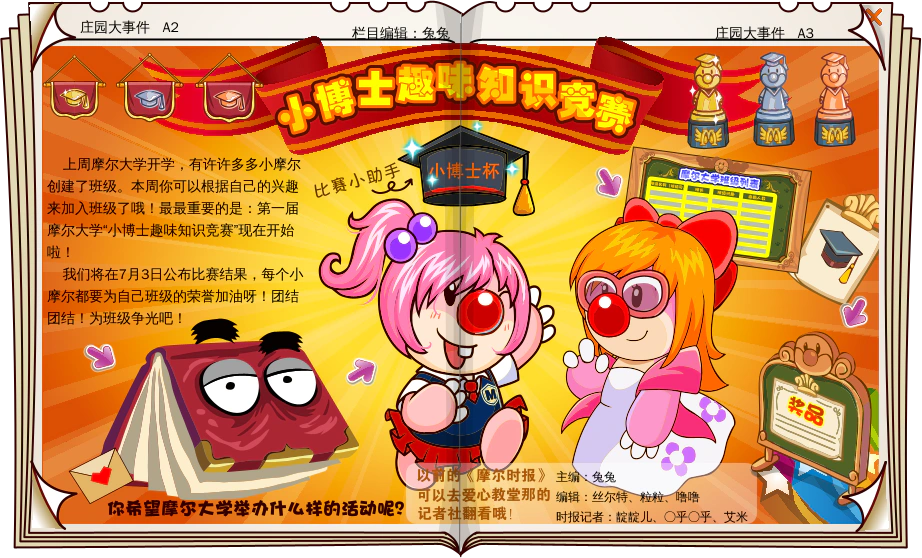 庄园大事件 A2
栏目编辑：兔兔
庄园大事件 A3
小博士趣味知识竞赛
小博士杯
比赛小助手
上周摩尔大学开学，有许许多多小摩尔
创建了班级。本周你可以根据自己的兴趣
来加入班级了哦！最最重要的是：第一届
摩尔大学“小博士趣味知识竞赛”现在开始
啦！
我们将在7月3日公布比赛结果，每个小
摩尔都要为自己班级的荣誉加油呀！团结
团结！为班级争光吧！
摩尔大学班级列表
奖品
M
你希望摩尔大学举办什么样的活动呢？
以前的《摩尔时报》
可以去爱心教堂那的
记者社翻看哦！
主编：兔兔
编辑：丝尔特、粒粒、噜噜
时报记者：靛靛儿、〇乎〇乎、艾米